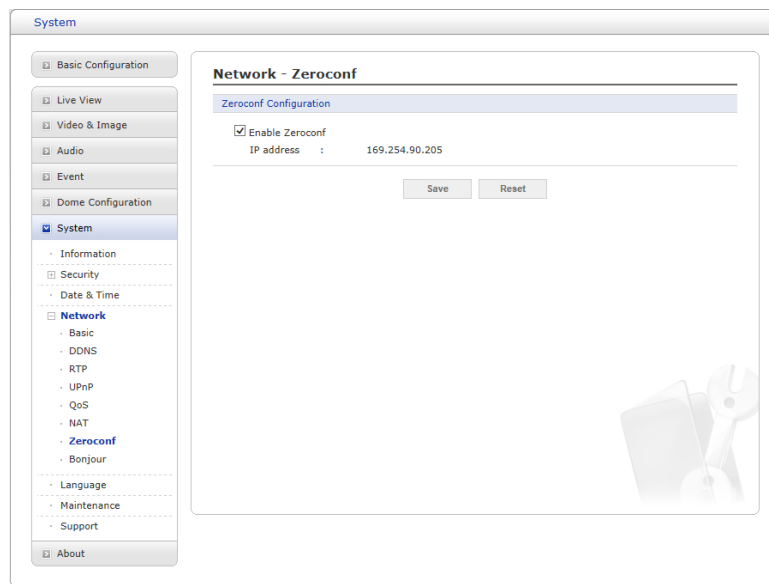 System
Basic Configuration
Live View
Video & Image
Audio
Event
Dome Configuration
System
Information
Security
Date & Time
Network
Basic
DDNS
RTP
UPnP
QoS
NAT
Zeroconf
Bonjour
Language
Maintenance
Support
About
Network - Zeroconf
Zeroconf Configuration
Enable Zeroconf
IP address : 169.254.90.205
Save Reset